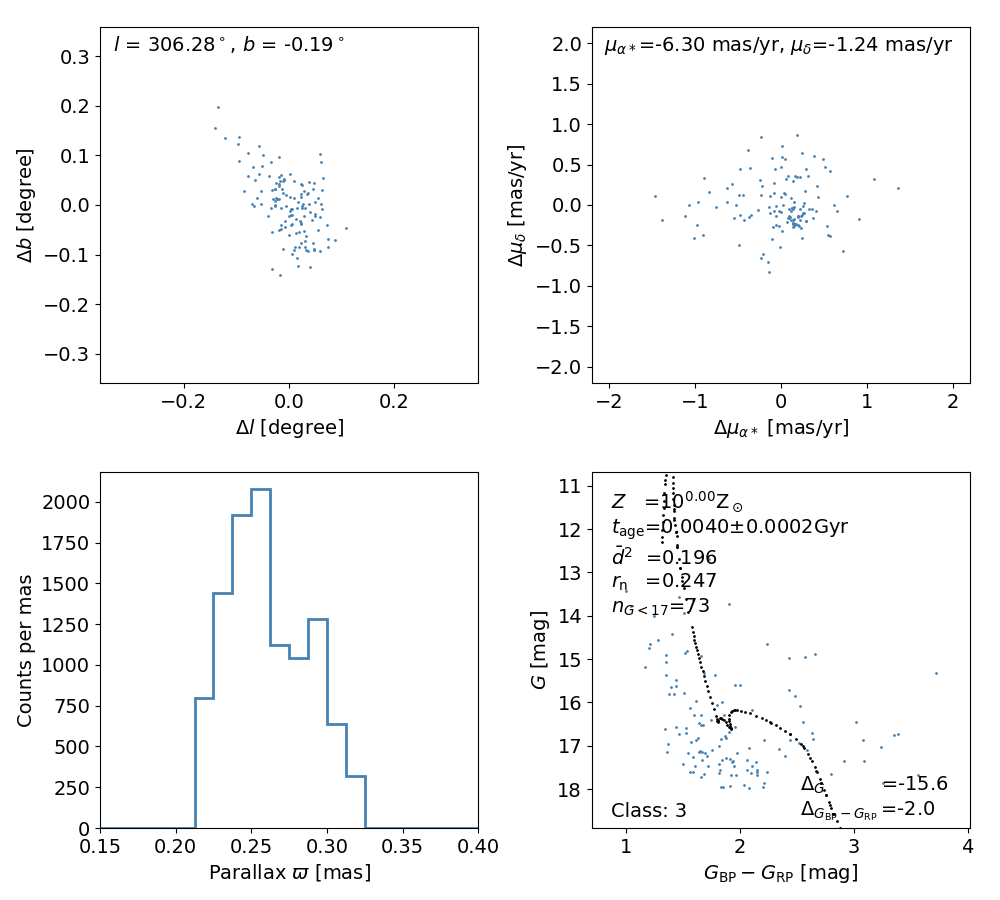 l = 306.28°, b = -0.19°
0.3
0.2
0.1
0.0
−0.1
−0.2
−0.3
Δb [degree]
−0.2
0.0
0.2
Δl [degree]
μα*=-6.30 mas/yr, μδ=-1.24 mas/yr
2.0
1.5
1.0
0.5
0.0
−0.5
−1.0
−1.5
−2.0
Δμδ [mas/yr]
−2
−1
0
1
2
Δμα* [mas/yr]
2000
1750
1500
1250
1000
750
500
250
0
Counts per mas
0.15
0.20
0.25
0.30
0.35
0.40
Parallax ϖ [mas]
11
12
13
14
15
16
17
18
G [mag]
Z =10^0.00 Z⊙
t_age=0.0040±0.0002Gyr
d̄² =0.196
r_η =0.247
n_G<17=73
Δ_G =-15.6
Δ_GBP−GRP =-2.0
Class: 3
1
2
3
4
G_BP − G_RP [mag]